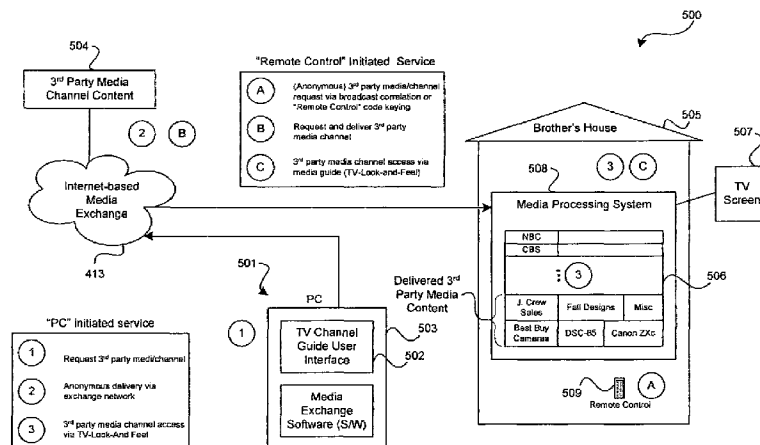 500
504
3rd Party Media
Channel Content
2
B
Internet-based
Media
Exchange
413
"Remote Control" Initiated Service
A
(Anonymous) 3rd party media/channel
request via broadcast correlation or
"Remote Control" code keying
B
Request and deliver 3rd party
media channel
C
3rd party media channel access via
media guide (TV-Look-and-Feel)
505
Brother's House
3
C
507
TV
Screen
508
Media Processing System
NBC
CBS
3
506
Delivered 3rd
Party Media
Content
J. Crew
Sales
Fall Designs
Misc
Best Buy
Cameras
DSC-85
Canon ZXc
509
Remote Control
A
501
PC
1
503
TV Channel
Guide User
Interface
502
Media
Exchange
Software (S/W)
"PC" Initiated service
1
Request 3rd party medi/channel
2
Anonymous delivery via
exchange network
3
3rd party media channel access
via TV-Look-And Feel